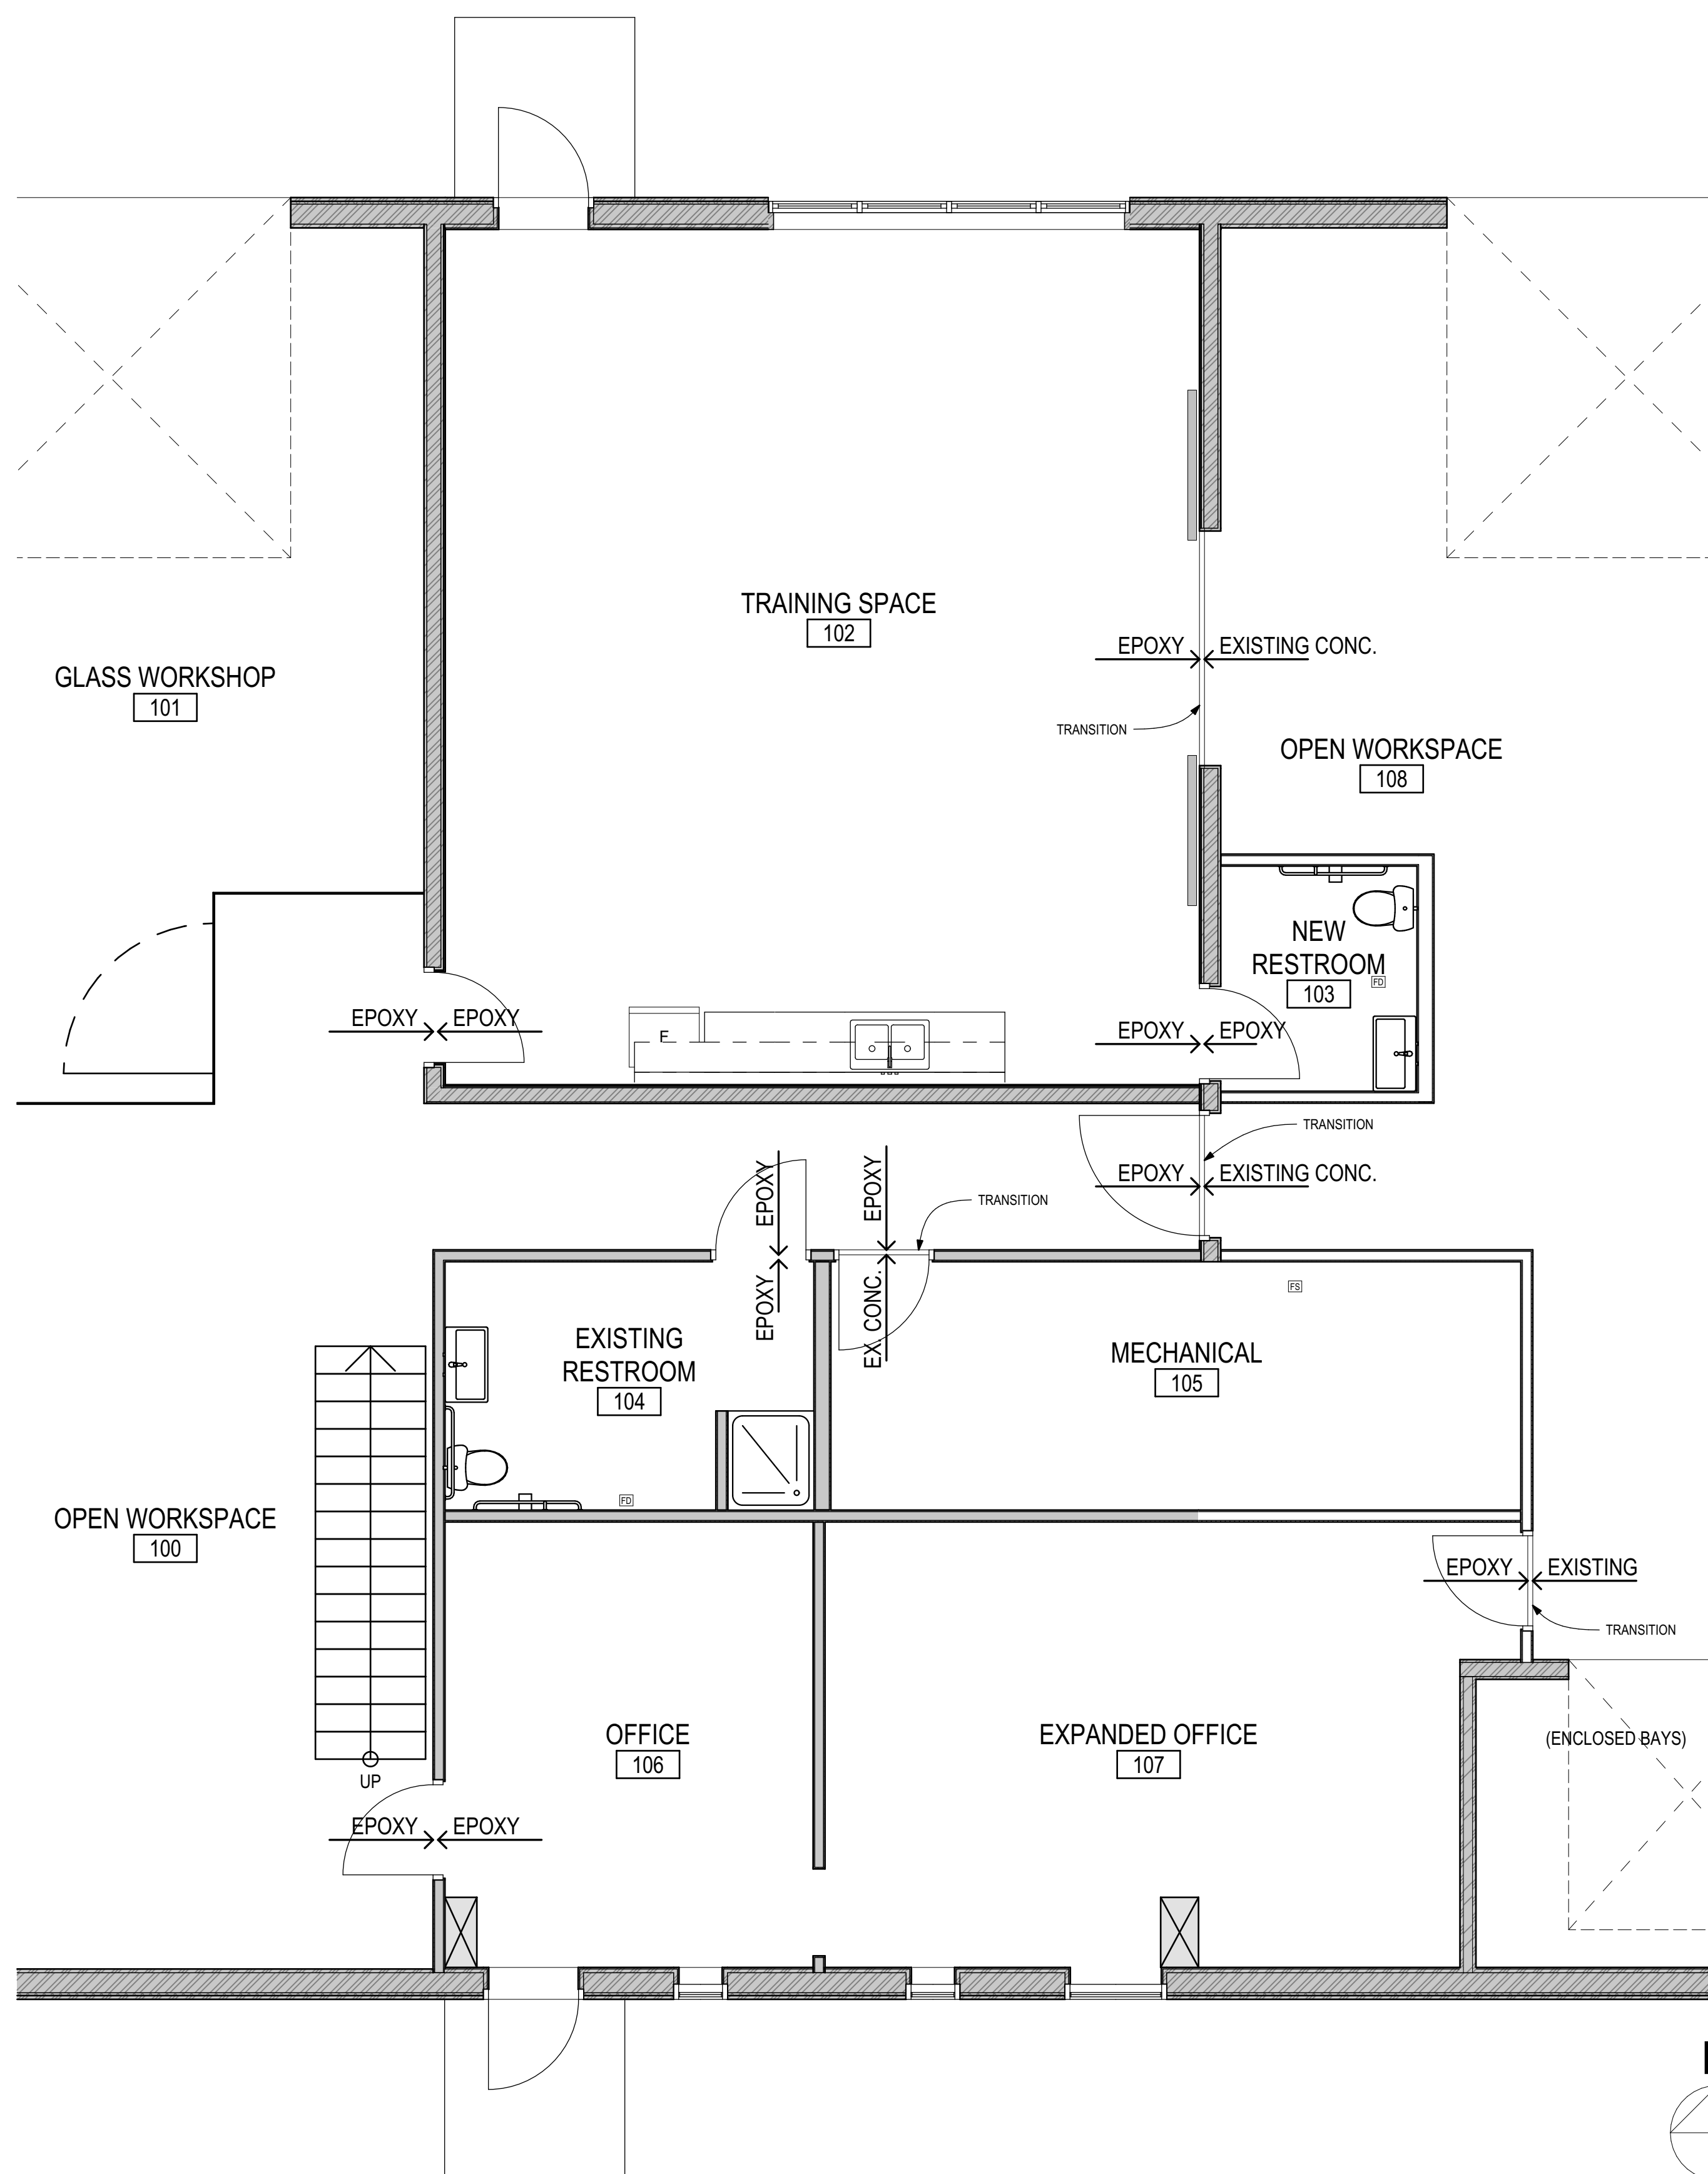 TRAINING SPACE
102
EPOXY
EXISTING CONC.
GLASS WORKSHOP
101
TRANSITION
OPEN WORKSPACE
108
NEW
RESTROOM
FD
103
EPOXY
EPOXY
F
EPOXY
EPOXY
TRANSITION
EPOXY
EXISTING CONC.
EPOXY
EPOXY
EPOXY
EX. CONC.
TRANSITION
FS
EXISTING
RESTROOM
104
MECHANICAL
105
FD
OPEN WORKSPACE
100
EPOXY
EXISTING
TRANSITION
OFFICE
106
EXPANDED OFFICE
107
(ENCLOSED BAYS)
UP
EPOXY
EPOXY